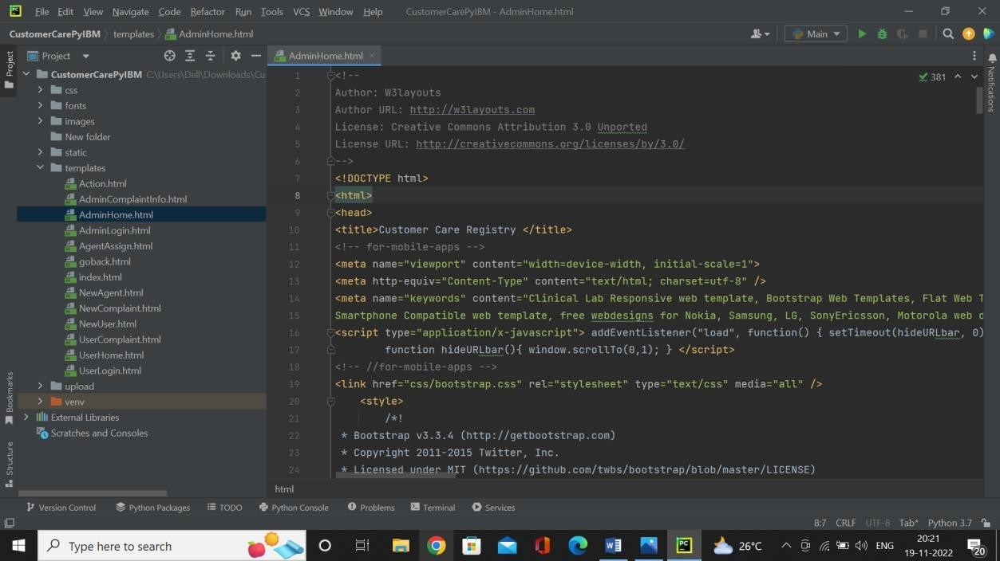 PC File Edit View Navigate Code Refactor Run Tools VCS Window Help CustomerCarePyIBM - AdminHome.html
CustomerCarePyIBM templates AdminHome.html Main
Project AdminHome.html
CustomerCarePyIBM C:\Users\Dell\Downloads\Cu
css
fonts
images
New folder
static
templates
Action.html
AdminComplaintInfo.html
AdminHome.html
AdminLogin.html
AgentAssign.html
goback.html
index.html
NewAgent.html
NewComplaint.html
NewUser.html
UserComplaint.html
UserHome.html
UserLogin.html
upload
venv
External Libraries
Scratches and Consoles
Project
Bookmarks
Structure
Notifications
381
1 <!--
2 Author: W3layouts
3 Author URL: http://w3layouts.com
4 License: Creative Commons Attribution 3.0 Unported
5 License URL: http://creativecommons.org/licenses/by/3.0/
6 -->
7 <!DOCTYPE html>
8 <html>
9 <head>
10 <title>Customer Care Registry </title>
11 <!-- for-mobile-apps -->
12 <meta name="viewport" content="width=device-width, initial-scale=1">
13 <meta http-equiv="Content-Type" content="text/html; charset=utf-8" />
14 <meta name="keywords" content="Clinical Lab Responsive web template, Bootstrap Web Templates, Flat Web T
15 Smartphone Compatible web template, free webdesigns for Nokia, Samsung, LG, SonyEricsson, Motorola web d
16 <script type="application/x-javascript"> addEventListener("load", function() { setTimeout(hideURLbar, 0)
17 function hideURLbar(){ window.scrollTo(0,1); } </script>
18 <!-- //for-mobile-apps -->
19 <link href="css/bootstrap.css" rel="stylesheet" type="text/css" media="all" />
20 <style>
21 /*!
22 * Bootstrap v3.3.4 (http://getbootstrap.com)
23 * Copyright 2011-2015 Twitter, Inc.
24 * Licensed under MIT (https://github.com/twbs/bootstrap/blob/master/LICENSE)
html
Version Control Python Packages TODO Python Console Problems Terminal Services
8:7 CRLF UTF-8 Tab* Python 3.7
Type here to search 26°C ENG 20:21
19-11-2022 20